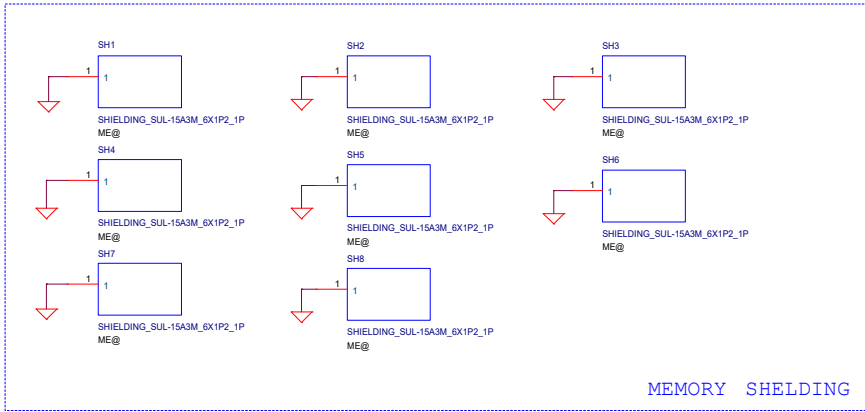 SH1
1
1
SHIELDING_SUL-15A3M_6X1P2_1P
ME@
SH2
1
1
SHIELDING_SUL-15A3M_6X1P2_1P
ME@
SH3
1
1
SHIELDING_SUL-15A3M_6X1P2_1P
ME@
SH4
1
1
SHIELDING_SUL-15A3M_6X1P2_1P
ME@
SH5
1
1
SHIELDING_SUL-15A3M_6X1P2_1P
ME@
SH6
1
1
SHIELDING_SUL-15A3M_6X1P2_1P
ME@
SH7
1
1
SHIELDING_SUL-15A3M_6X1P2_1P
ME@
SH8
1
1
SHIELDING_SUL-15A3M_6X1P2_1P
ME@
MEMORY SHELDING